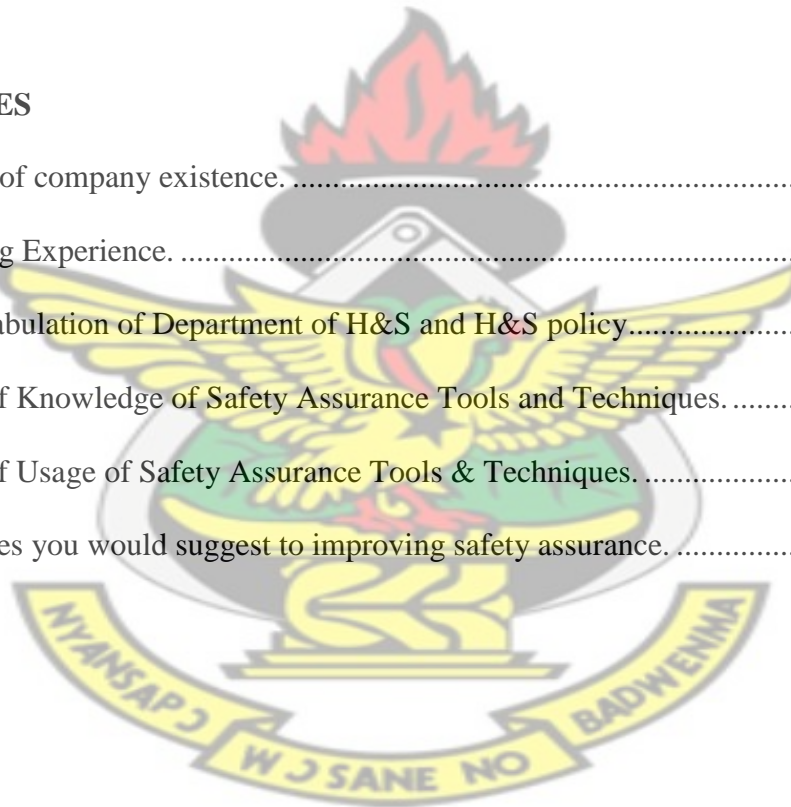 ES
of company existence. ......................................................................
g Experience. ...........................................................................................
abulation of Department of H&S and H&S policy.......................
f Knowledge of Safety Assurance Tools and Techniques. ..........
f Usage of Safety Assurance Tools & Techniques. .....................
es you would suggest to improving safety assurance. .................
NYANSAPƆ WƆSANE NO BADWENMA